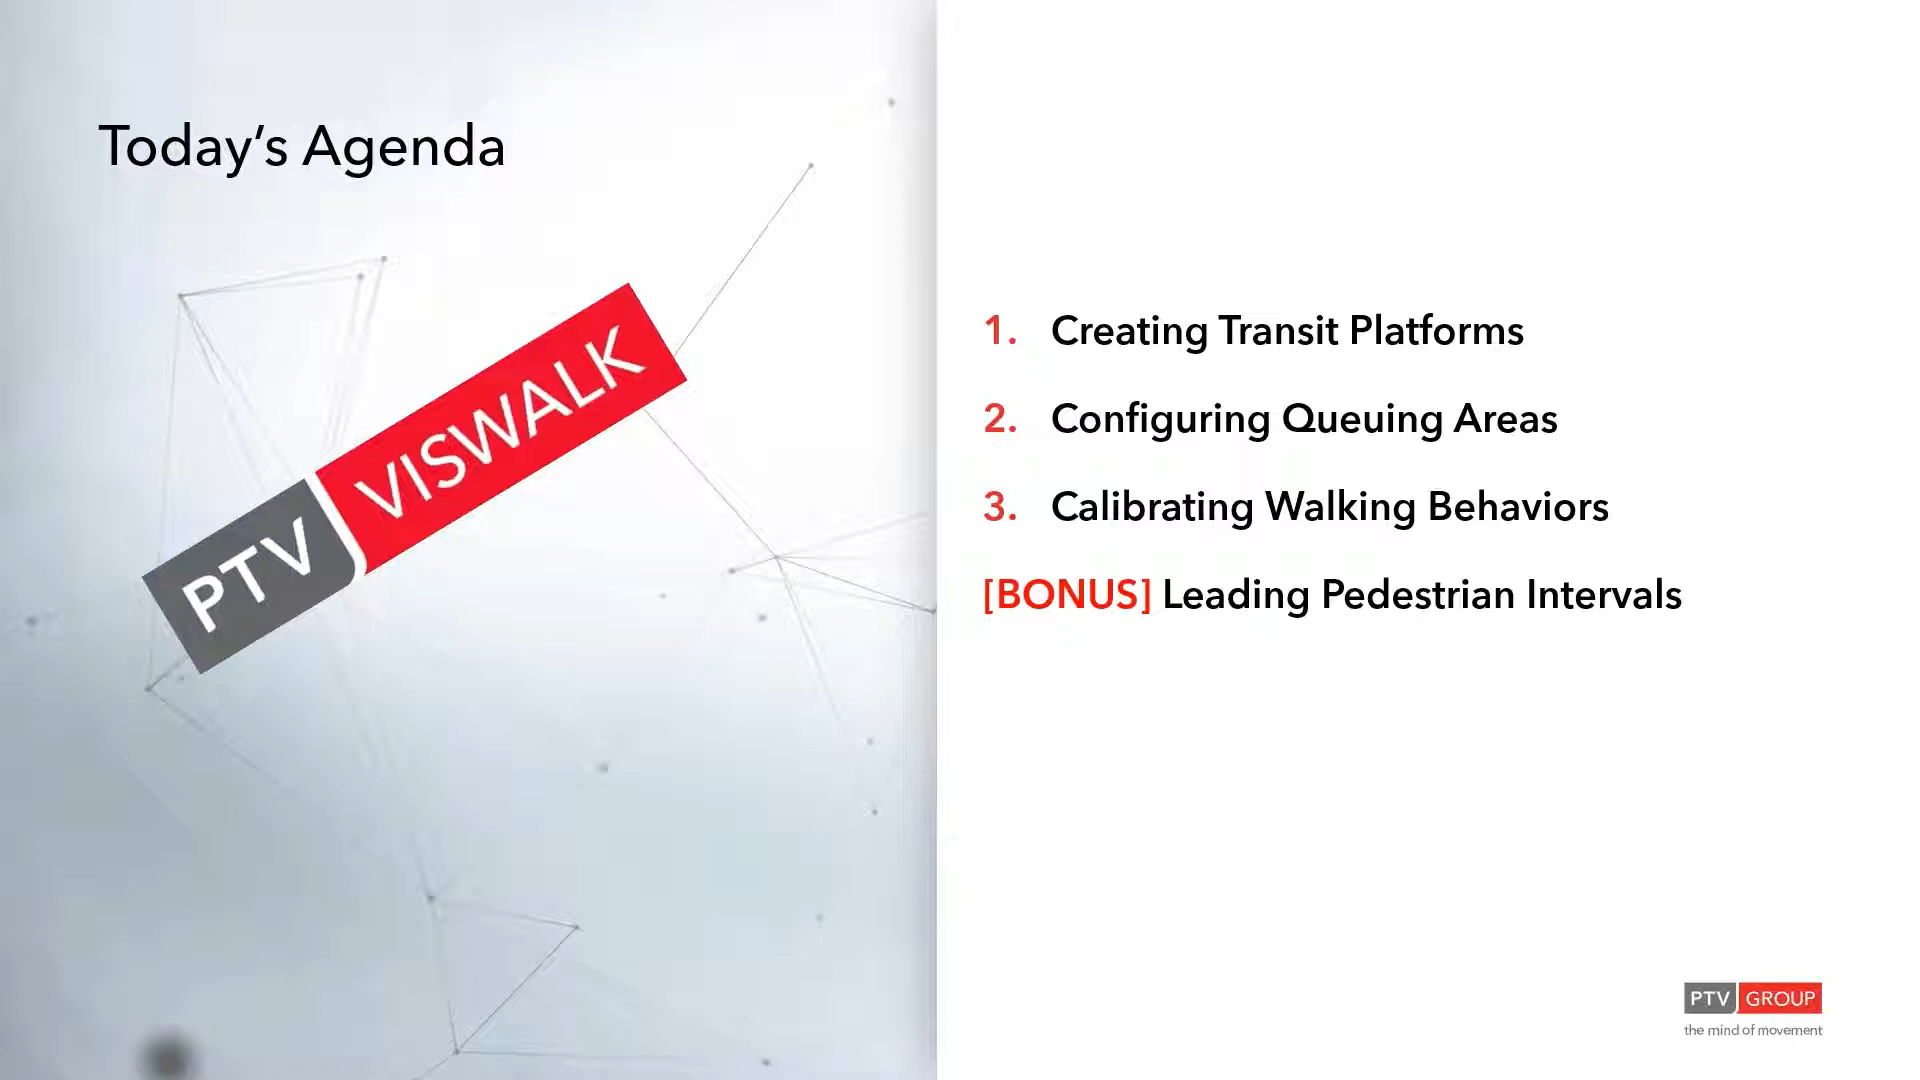 Today‘s Agenda
PTV VISWALK
1. Creating Transit Platforms
2. Configuring Queuing Areas
3. Calibrating Walking Behaviors
[BONUS] Leading Pedestrian Intervals
PTV GROUP
the mind of movement